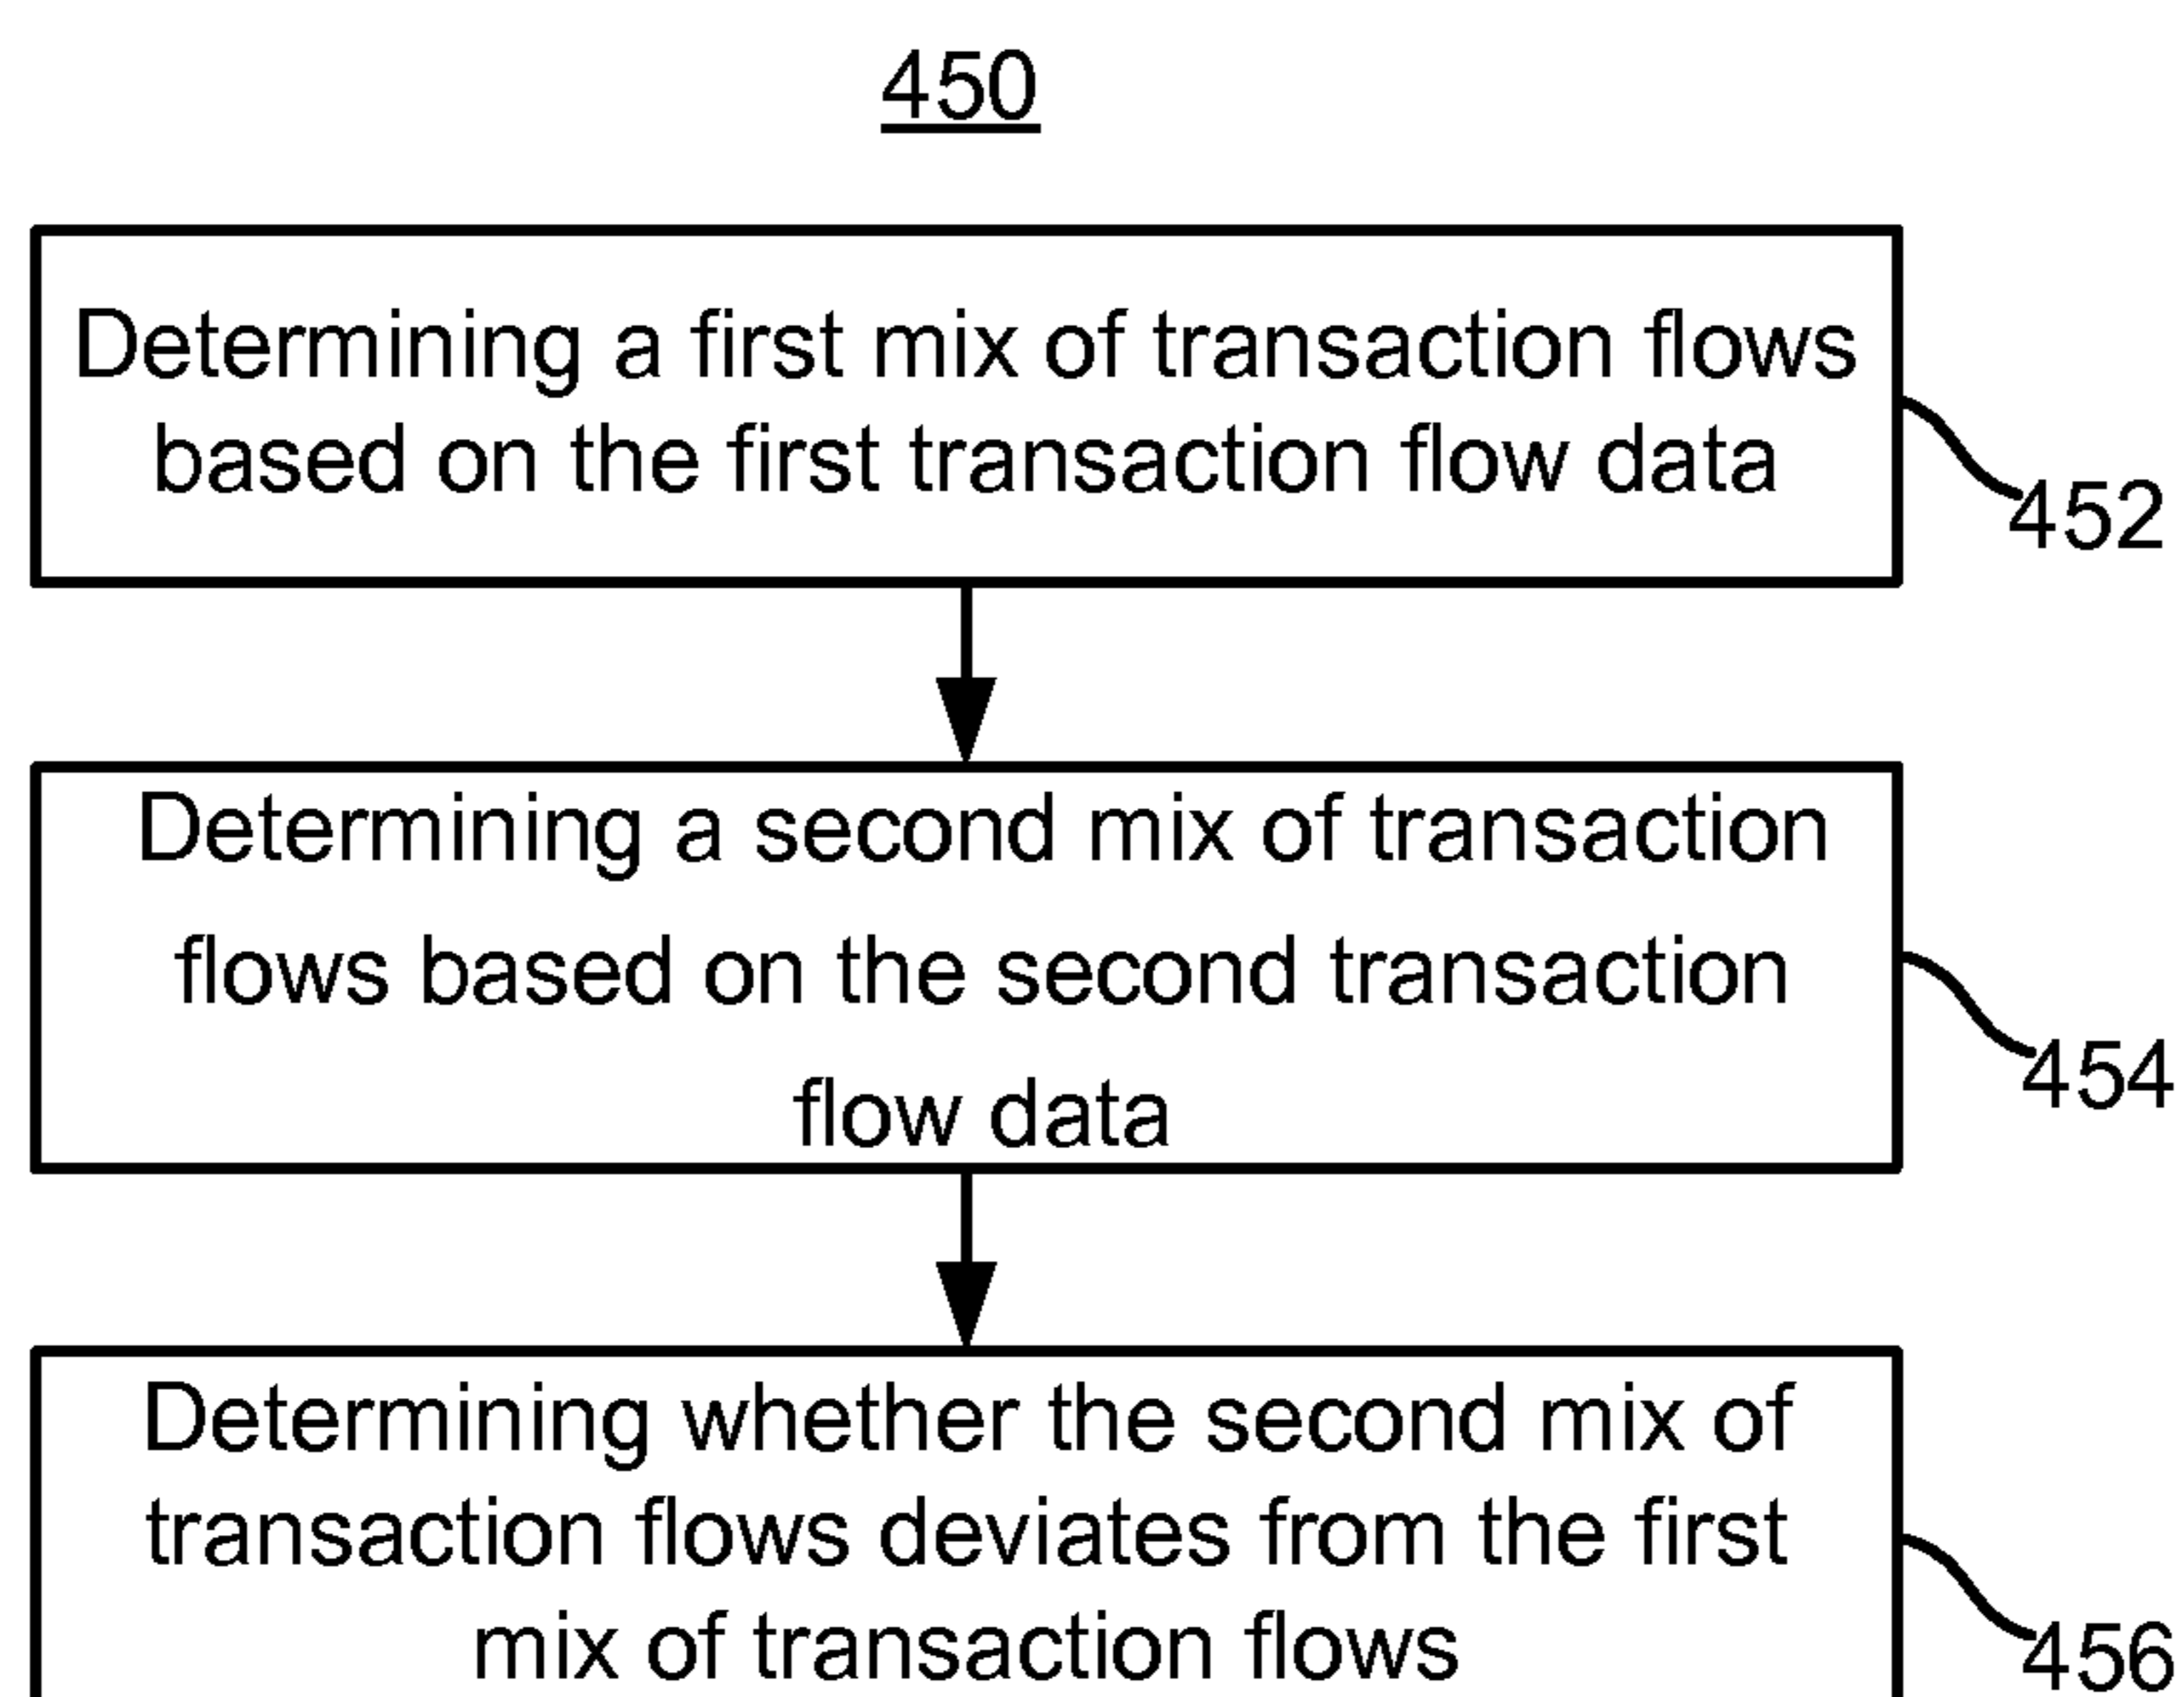 450
Determining a first mix of transaction flows
based on the first transaction flow data
452
Determining a second mix of transaction
flows based on the second transaction
flow data
454
Determining whether the second mix of
transaction flows deviates from the first
mix of transaction flows
456